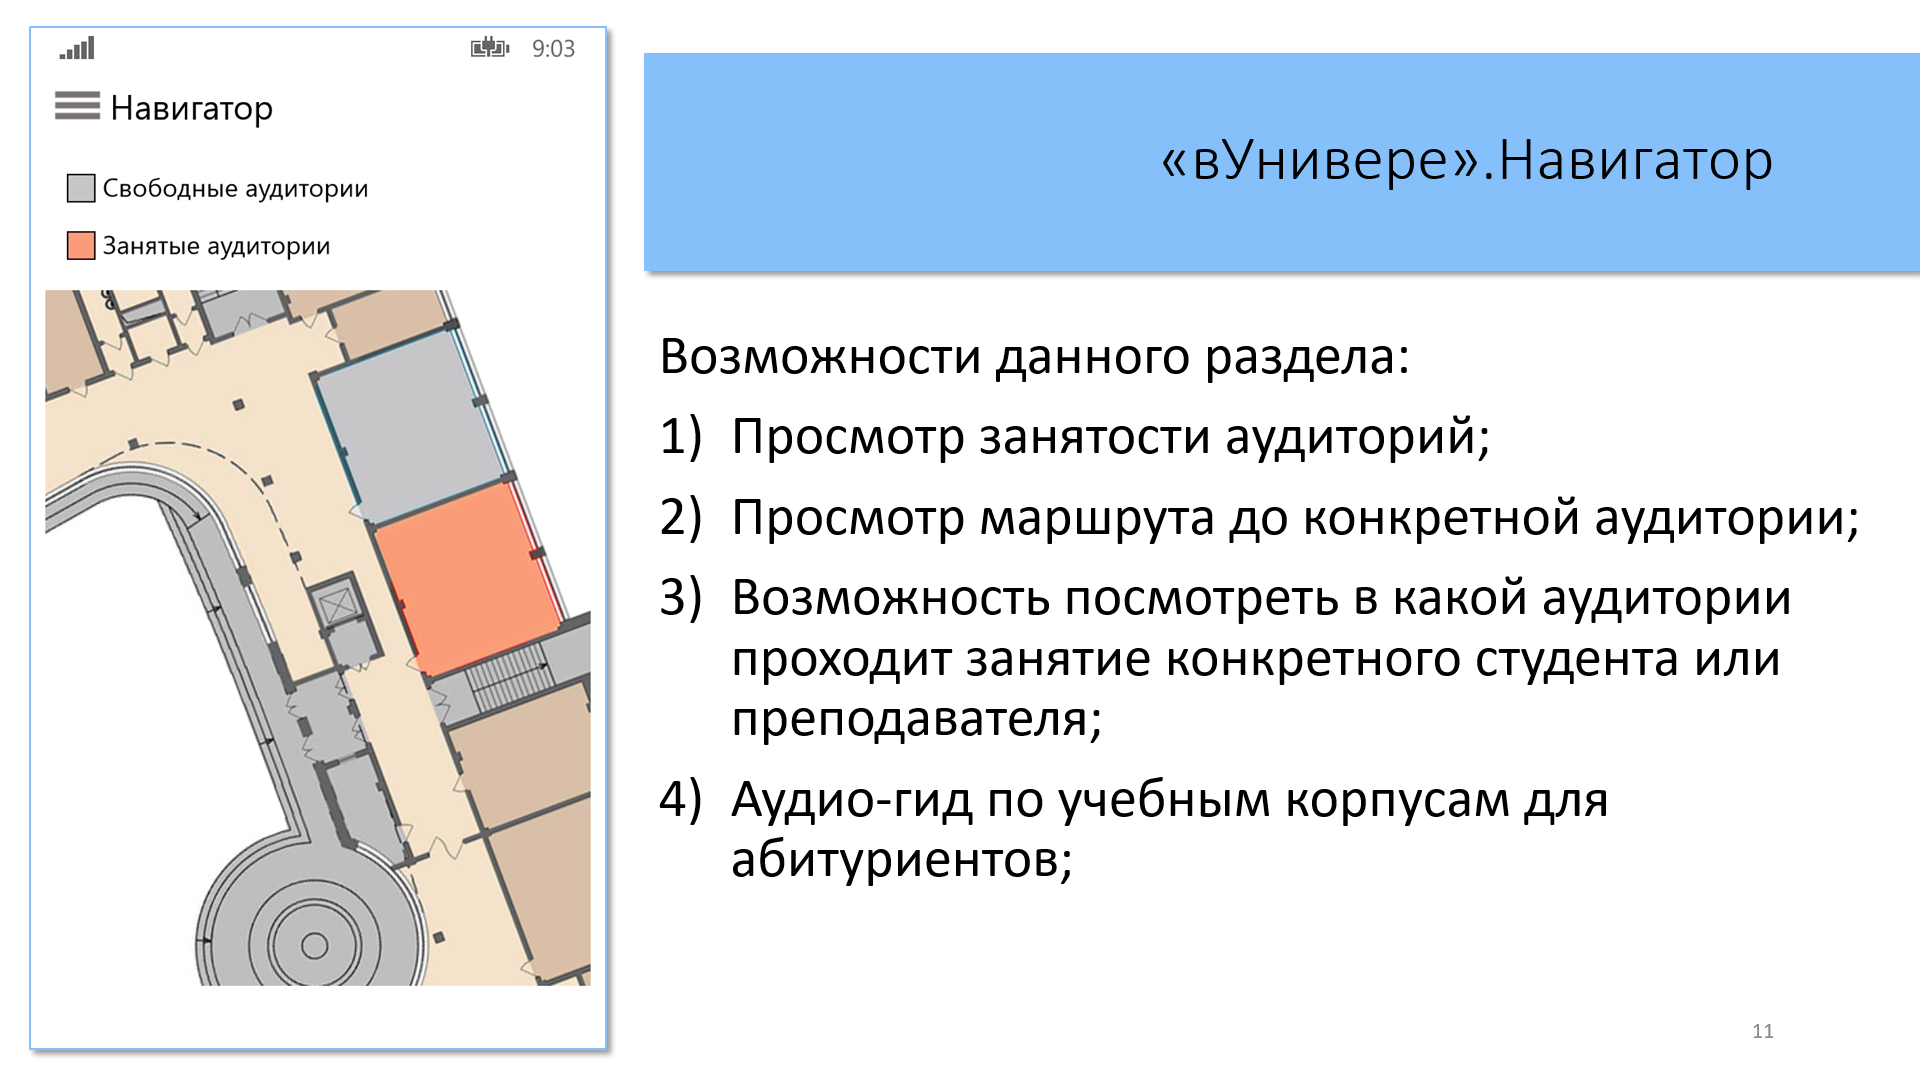 9:03
Навигатор
Свободные аудитории
Занятые аудитории
«вУнивере».Навигатор
Возможности данного раздела:
1) Просмотр занятости аудиторий;
2) Просмотр маршрута до конкретной аудитории;
3) Возможность посмотреть в какой аудитории
проходит занятие конкретного студента или
преподавателя;
4) Аудио-гид по учебным корпусам для
абитуриентов;
11